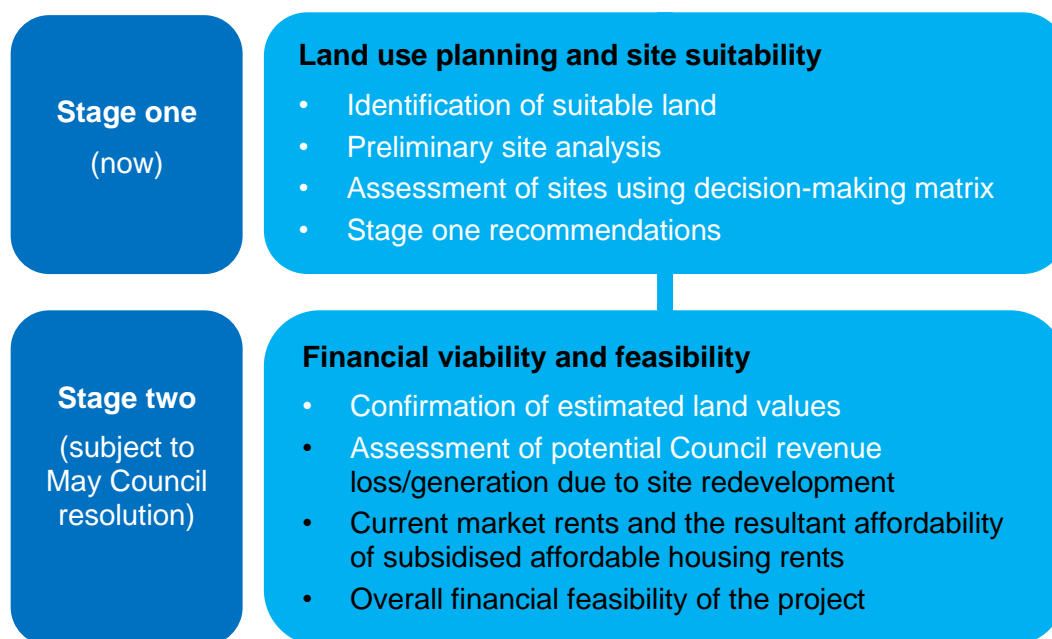 Stage one
(now)
Land use planning and site suitability
• Identification of suitable land
• Preliminary site analysis
• Assessment of sites using decision-making matrix
• Stage one recommendations
Stage two
(subject to
May Council
resolution)
Financial viability and feasibility
• Confirmation of estimated land values
• Assessment of potential Council revenue
loss/generation due to site redevelopment
• Current market rents and the resultant affordability
of subsidised affordable housing rents
• Overall financial feasibility of the project